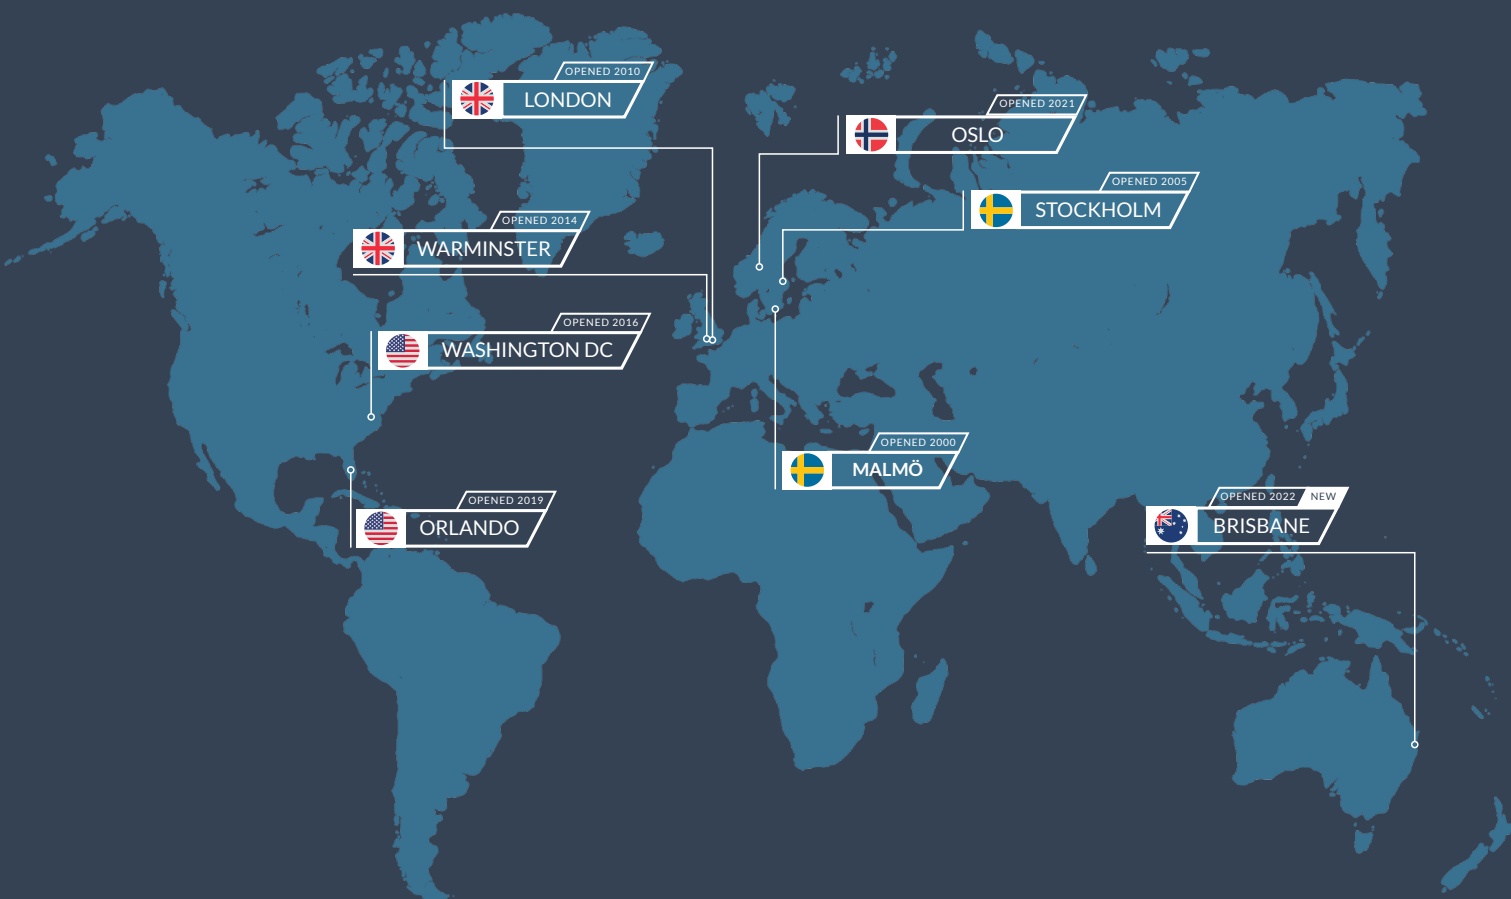 OPENED 2010
LONDON
OPENED 2021
OSLO
OPENED 2005
STOCKHOLM
OPENED 2014
WARMINSTER
OPENED 2016
WASHINGTON DC
OPENED 2000
MALMÖ
OPENED 2019
ORLANDO
OPENED 2022 NEW
BRISBANE